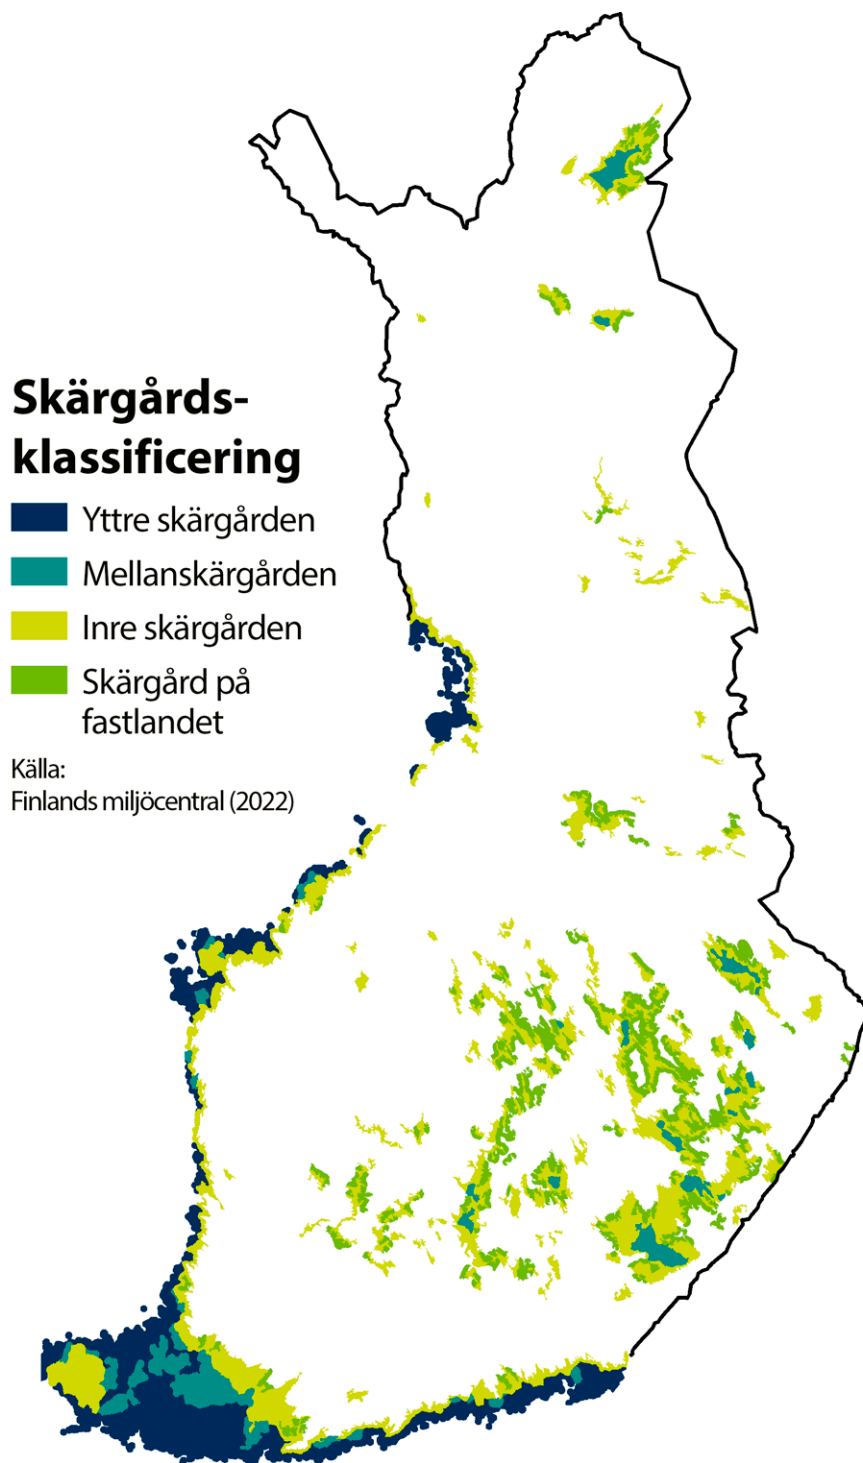 Skärgårds-
klassificering
Yttre skärgården
Mellanskärgården
Inre skärgården
Skärgård på
fastlandet
Källa:
Finlands miljöcentral (2022)